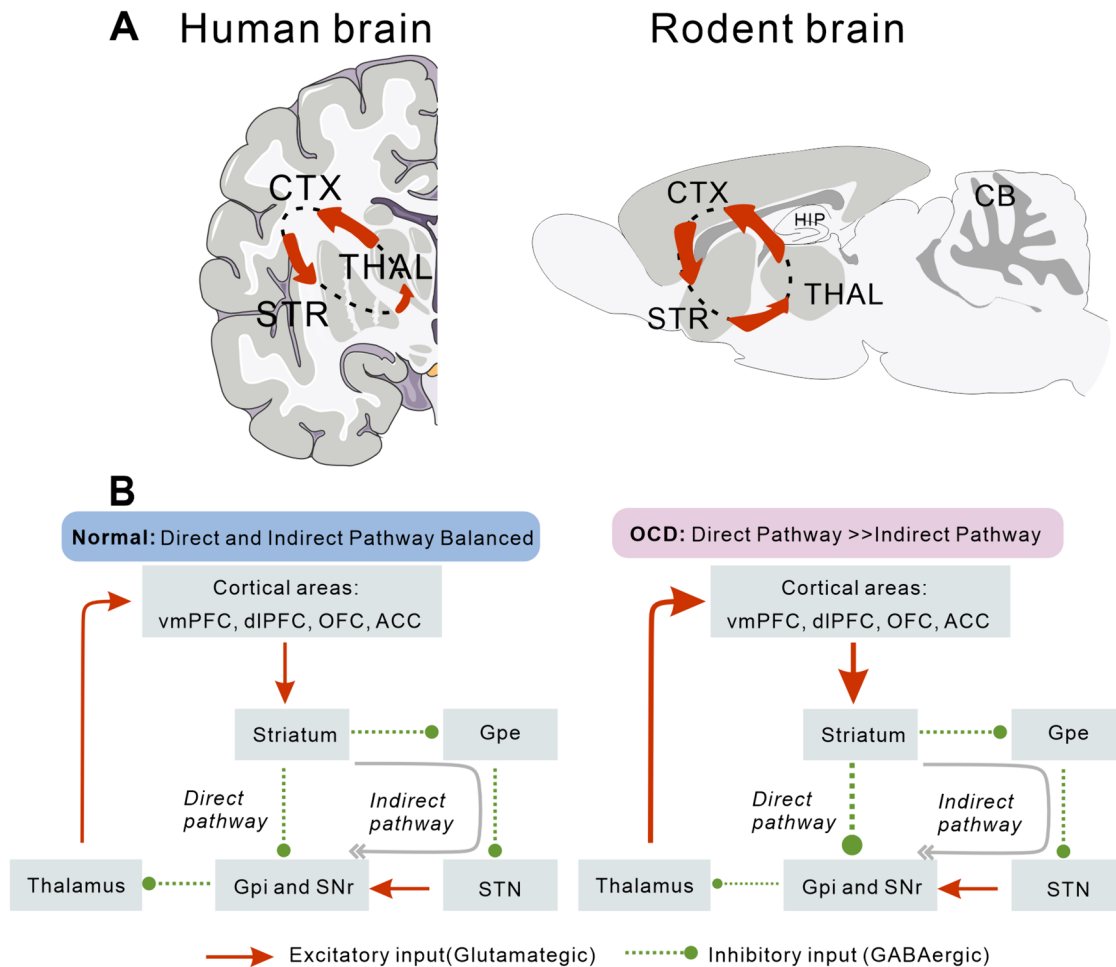 A
Human brain
Rodent brain
CTX
THAL
STR
CTX
HIP
CB
THAL
STR
B
Normal: Direct and Indirect Pathway Balanced
Cortical areas:
vmPFC, dlPFC, OFC, ACC
Striatum
Gpe
Direct
pathway
Indirect
pathway
Thalamus
Gpi and SNr
STN
OCD: Direct Pathway >>Indirect Pathway
Cortical areas:
vmPFC, dlPFC, OFC, ACC
Striatum
Gpe
Direct
pathway
Indirect
pathway
Thalamus
Gpi and SNr
STN
Excitatory input(Glutamategic)
Inhibitory input (GABAergic)